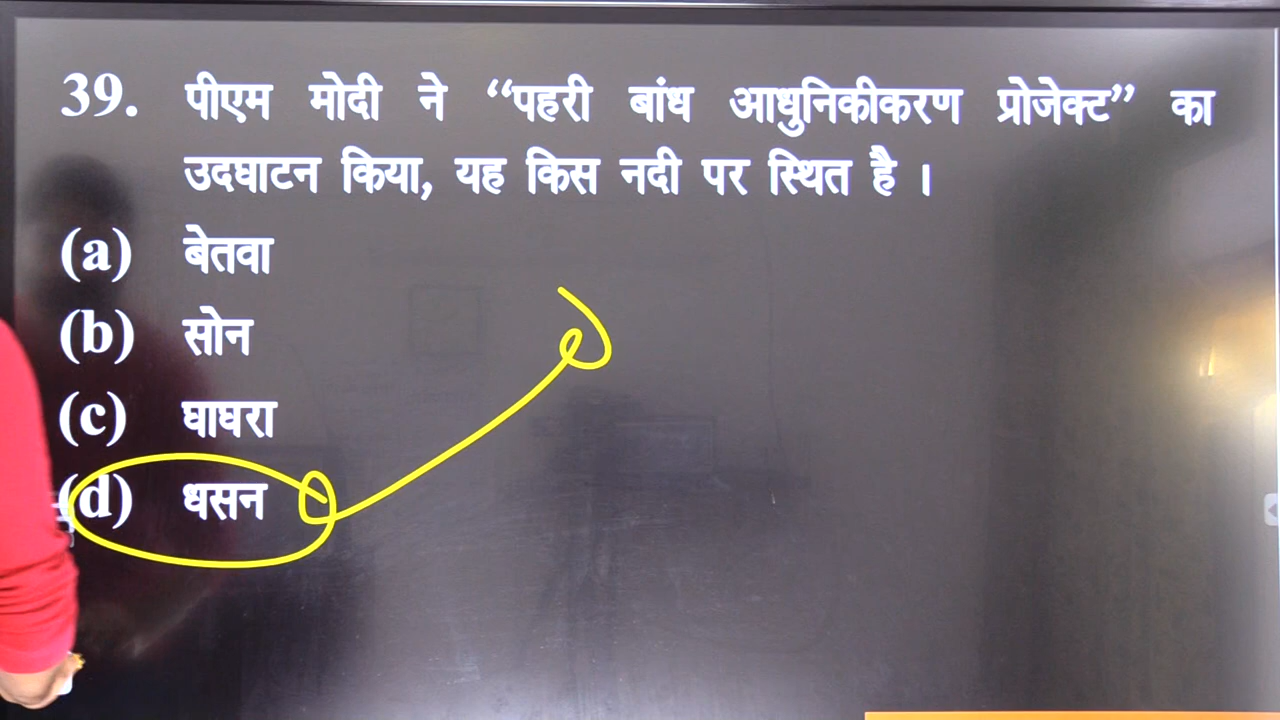 39. पीएम मोदी ने “पहरी बांध आधुनिकीकरण प्रोजेक्ट” का
उदघाटन किया, यह किस नदी पर स्थित है ।
(a) बेतवा
(b) सोन
(c) घाघरा
(d) धसन